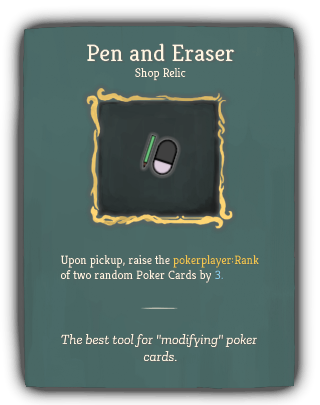 Pen and Eraser
Shop Relic
Upon pickup, raise the pokerplayer:Rank
of two random Poker Cards by 3.
The best tool for "modifying" poker
cards.